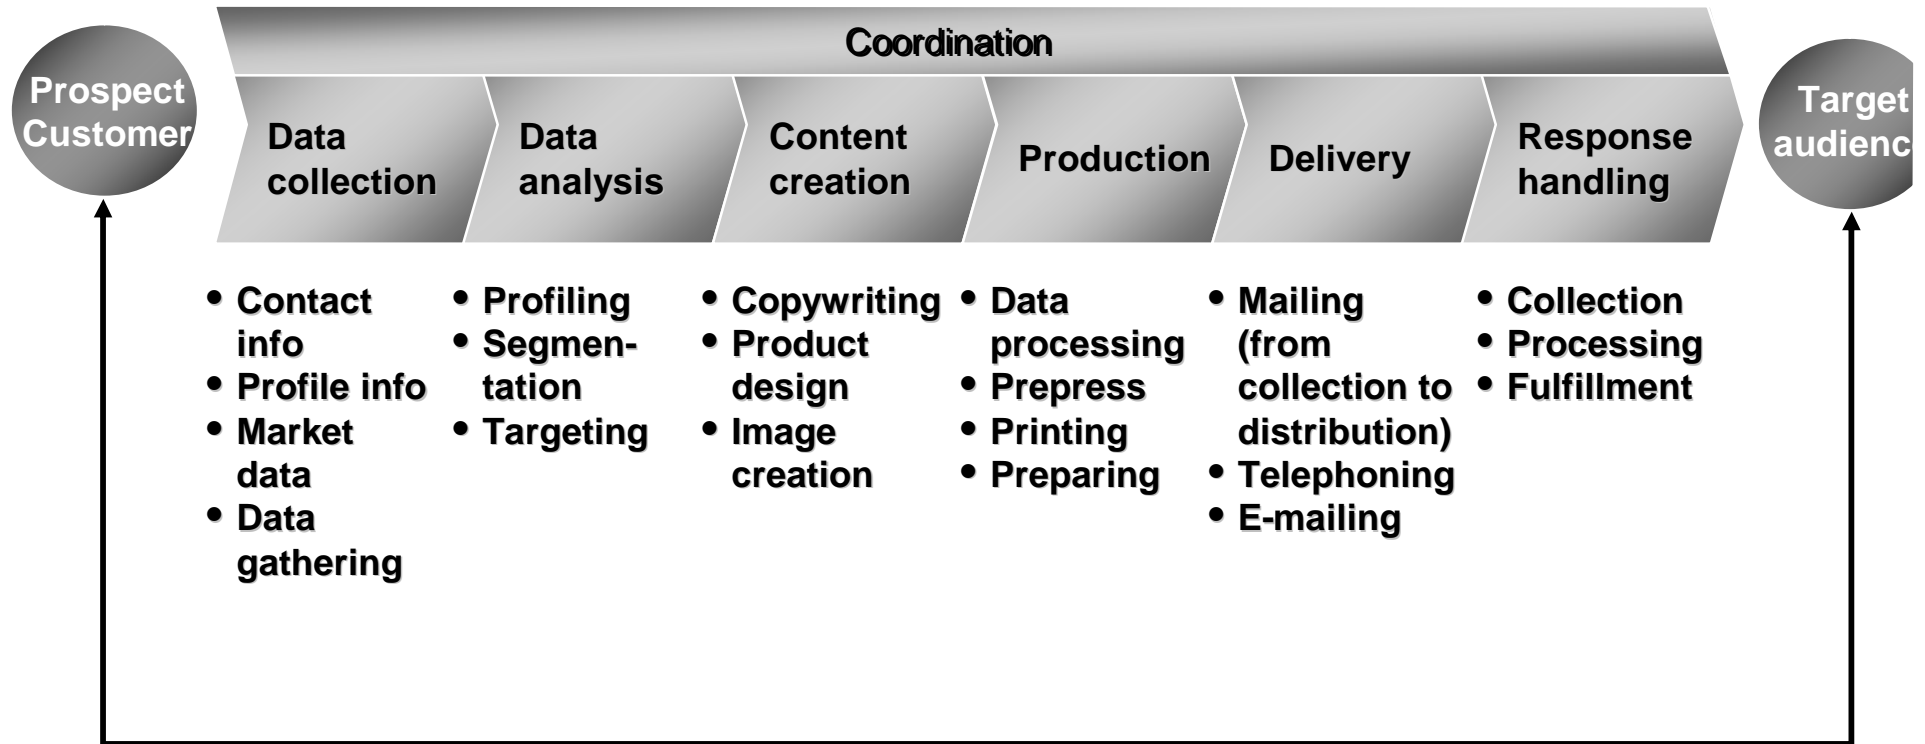 Coordination
Prospect
Customer
Data
collection
Data
analysis
Content
creation
Production
Delivery
Response
handling
Target
audienc
• Contact
info
• Profile info
• Market
data
• Data
gathering
• Profiling
• Segmen-
tation
• Targeting
• Copywriting
• Product
design
• Image
creation
• Data
processing
• Prepress
• Printing
• Preparing
• Mailing
(from
collection to
distribution)
• Telephoning
• E-mailing
• Collection
• Processing
• Fulfillment